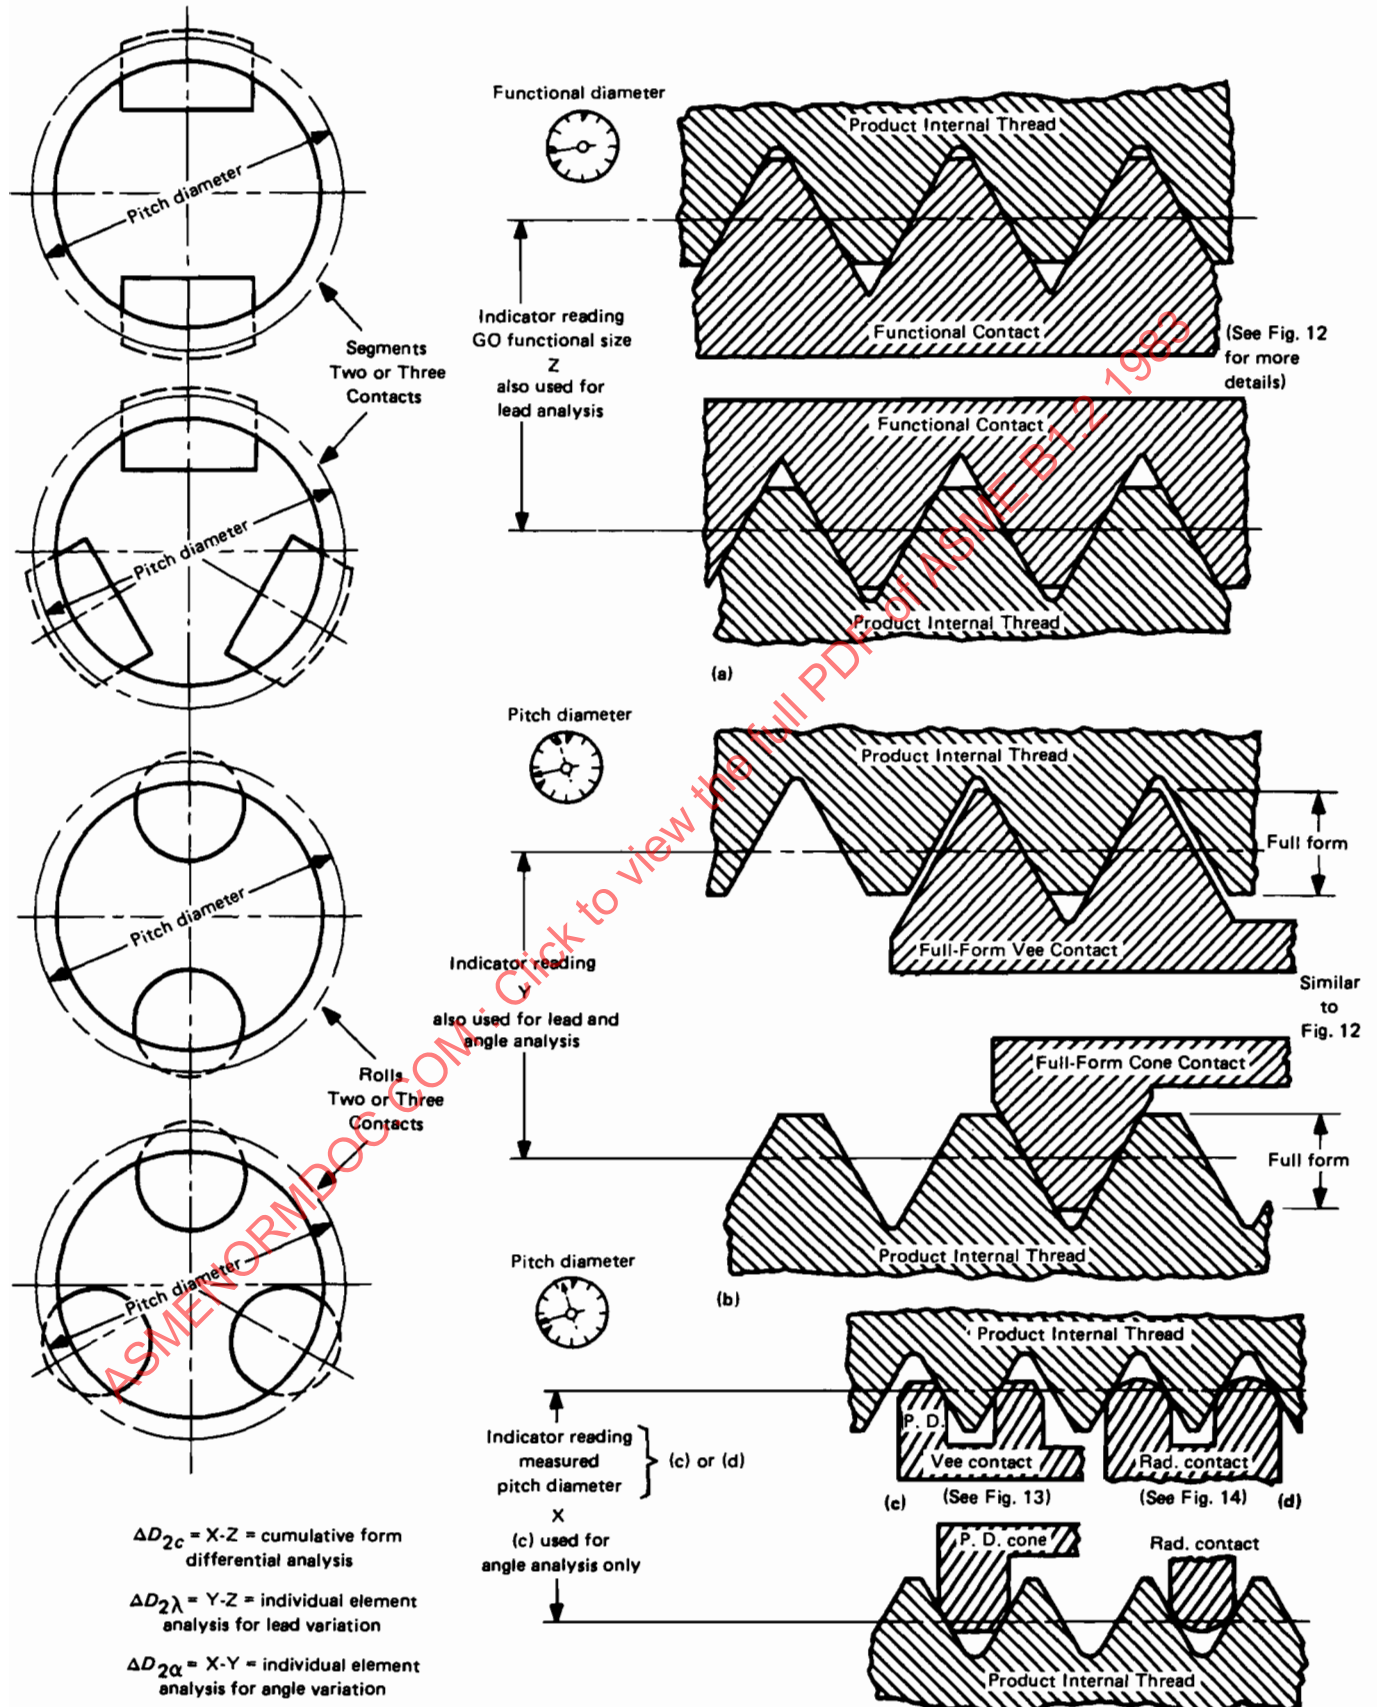 Functional diameter
Product Internal Thread
Pitch diameter
Indicator reading
GO functional size
Z
also used for
lead analysis
Functional Contact
(See Fig. 12
for more
details)
Segments
Two or Three
Contacts
Functional Contact
Pitch diameter
Product Internal Thread
(a)
Pitch diameter
Product Internal Thread
Full form
Pitch diameter
Full-Form Vee Contact
Indicator reading
Y
also used for lead and
angle analysis
Similar
to
Fig. 12
Full-Form Cone Contact
Rolls
Two or Three
Contacts
Full form
Product Internal Thread
Pitch diameter
(b)
Pitch diameter
Product Internal Thread
P. D.
Vee contact
Rad. contact
Indicator reading
measured
pitch diameter
(c) or (d)
(c)
(See Fig. 13)
(See Fig. 14)
(d)
X
(c) used for
angle analysis only
P. D. cone
Rad. contact
Product Internal Thread
ΔD2c = X-Z = cumulative form
differential analysis
ΔD2λ = Y-Z = individual element
analysis for lead variation
ΔD2α = X-Y = individual element
analysis for angle variation
ASMENORMDOC.COM : Click to view the full PDF of ASME B1.2 1983